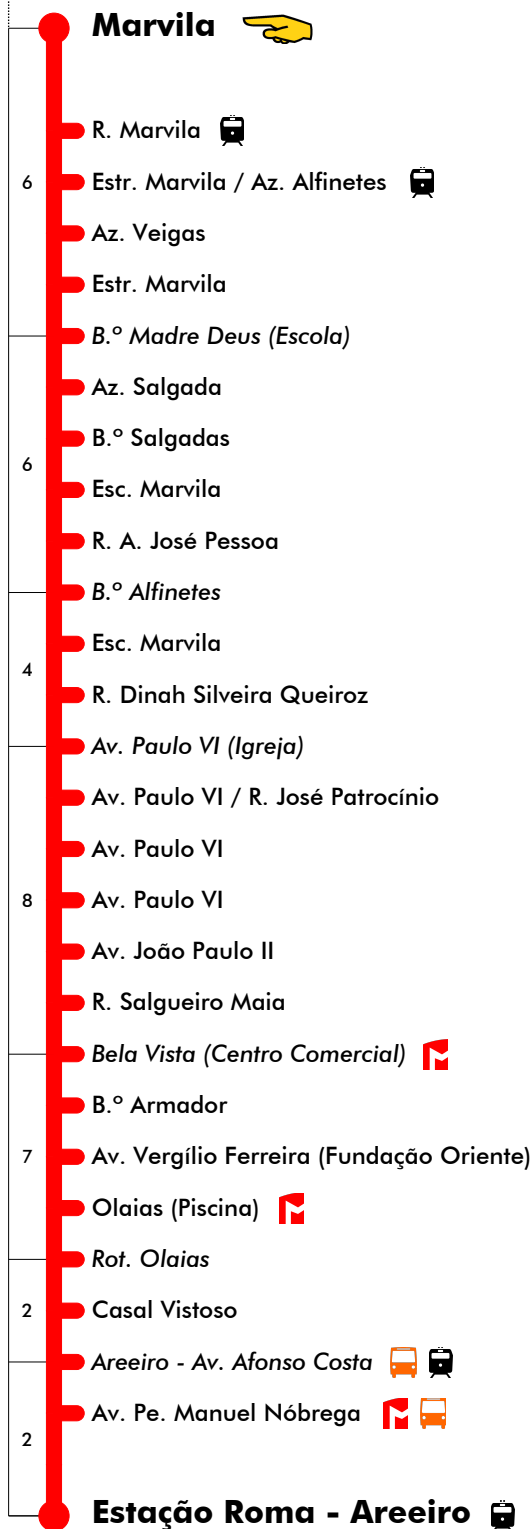 Marvila
R. Marvila
6
Estr. Marvila / Az. Alfinetes
Az. Veigas
Estr. Marvila
B.º Madre Deus (Escola)
Az. Salgada
B.º Salgadas
6
Esc. Marvila
R. A. José Pessoa
B.º Alfinetes
Esc. Marvila
4
R. Dinah Silveira Queiroz
Av. Paulo VI (Igreja)
Av. Paulo VI / R. José Patrocínio
Av. Paulo VI
8
Av. Paulo VI
Av. João Paulo II
R. Salgueiro Maia
Bela Vista (Centro Comercial)
B.º Armador
7
Av. Vergílio Ferreira (Fundação Oriente)
Olaias (Piscina)
Rot. Olaias
2
Casal Vistoso
Areeiro - Av. Afonso Costa
Av. Pe. Manuel Nóbrega
2
Estação Roma - Areeiro